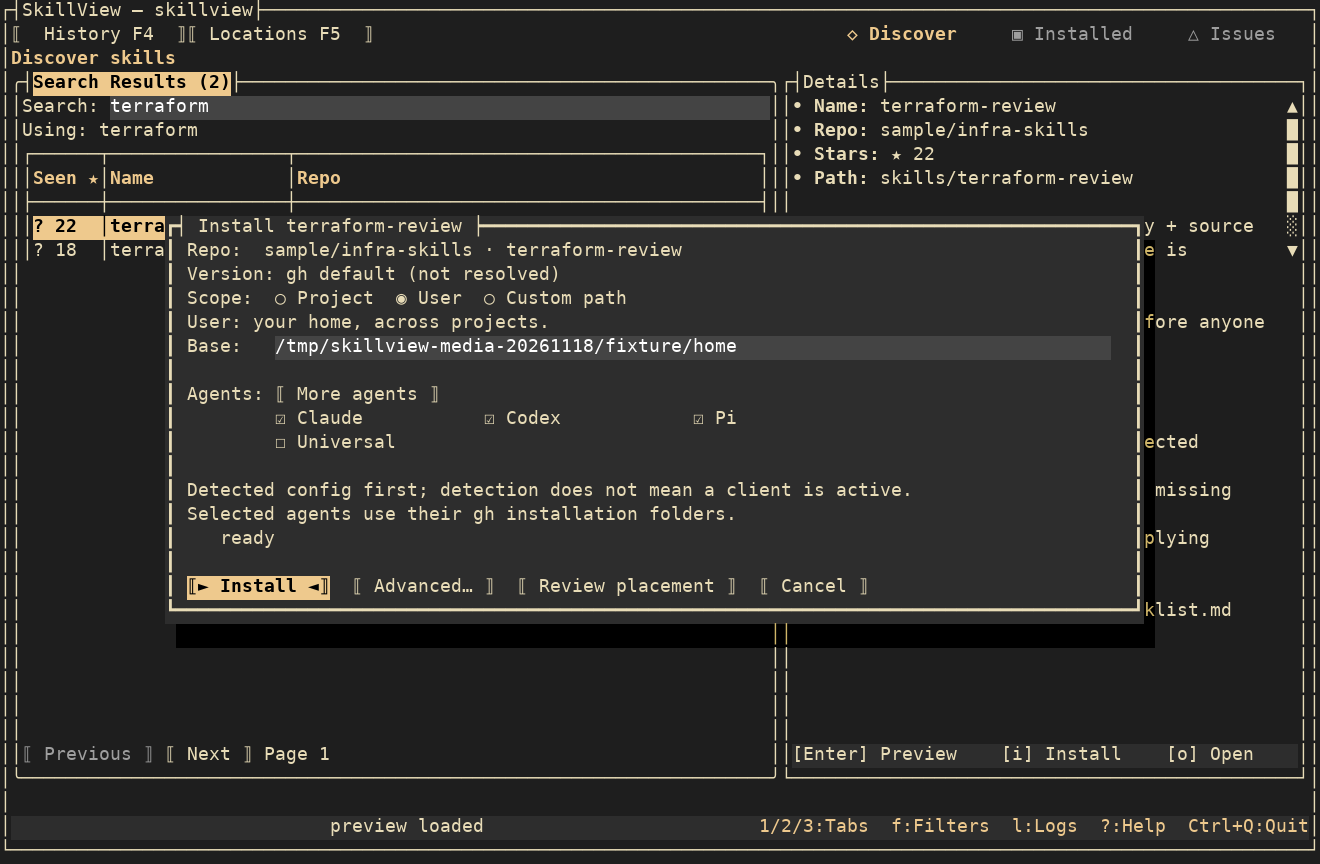 SkillView — skillview
⟦  History F4  ⟧⟦ Locations F5  ⟧  ◇ Discover  ▣ Installed  △ Issues
Discover skills
Search Results (2)  Details
Search: terraform  • Name: terraform-review  ▲
Using: terraform  • Repo: sample/infra-skills
• Stars: ★ 22
Seen ★  Name  Repo  • Path: skills/terraform-review
? 22  terra  Install terraform-review  y + source
? 18  terra  Repo:  sample/infra-skills · terraform-review  e is  ▼
Version: gh default (not resolved)
Scope:  ○ Project  ◉ User  ○ Custom path
User: your home, across projects.  fore anyone
Base:   /tmp/skillview-media-20261118/fixture/home
Agents: ⟦ More agents ⟧
☑ Claude  ☑ Codex  ☑ Pi
☐ Universal  ected
Detected config first; detection does not mean a client is active.  missing
Selected agents use their gh installation folders.
ready  plying
⟦► Install ◄⟧  ⟦ Advanced… ⟧  ⟦ Review placement ⟧  ⟦ Cancel ⟧
klist.md
⟦ Previous ⟧ ⟦ Next ⟧ Page 1  [Enter] Preview  [i] Install  [o] Open
preview loaded  1/2/3:Tabs  f:Filters  l:Logs  ?:Help  Ctrl+Q:Quit